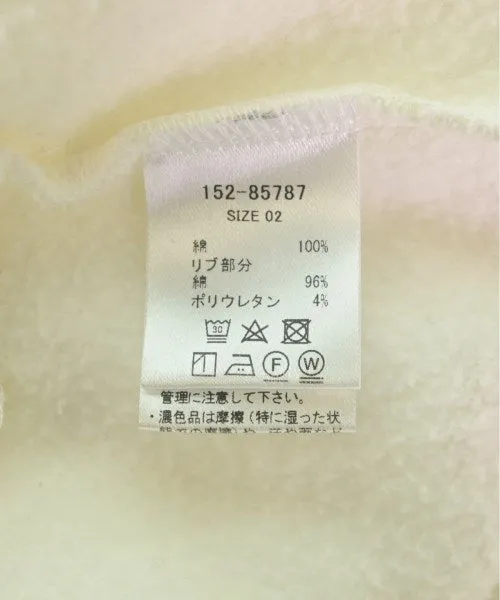 152-85787
SIZE 02
綿 100%
リブ部分
綿 96%
ポリウレタン 4%
30
F W
管理に注意して下さい。
・濃色品は摩擦(特に湿った状